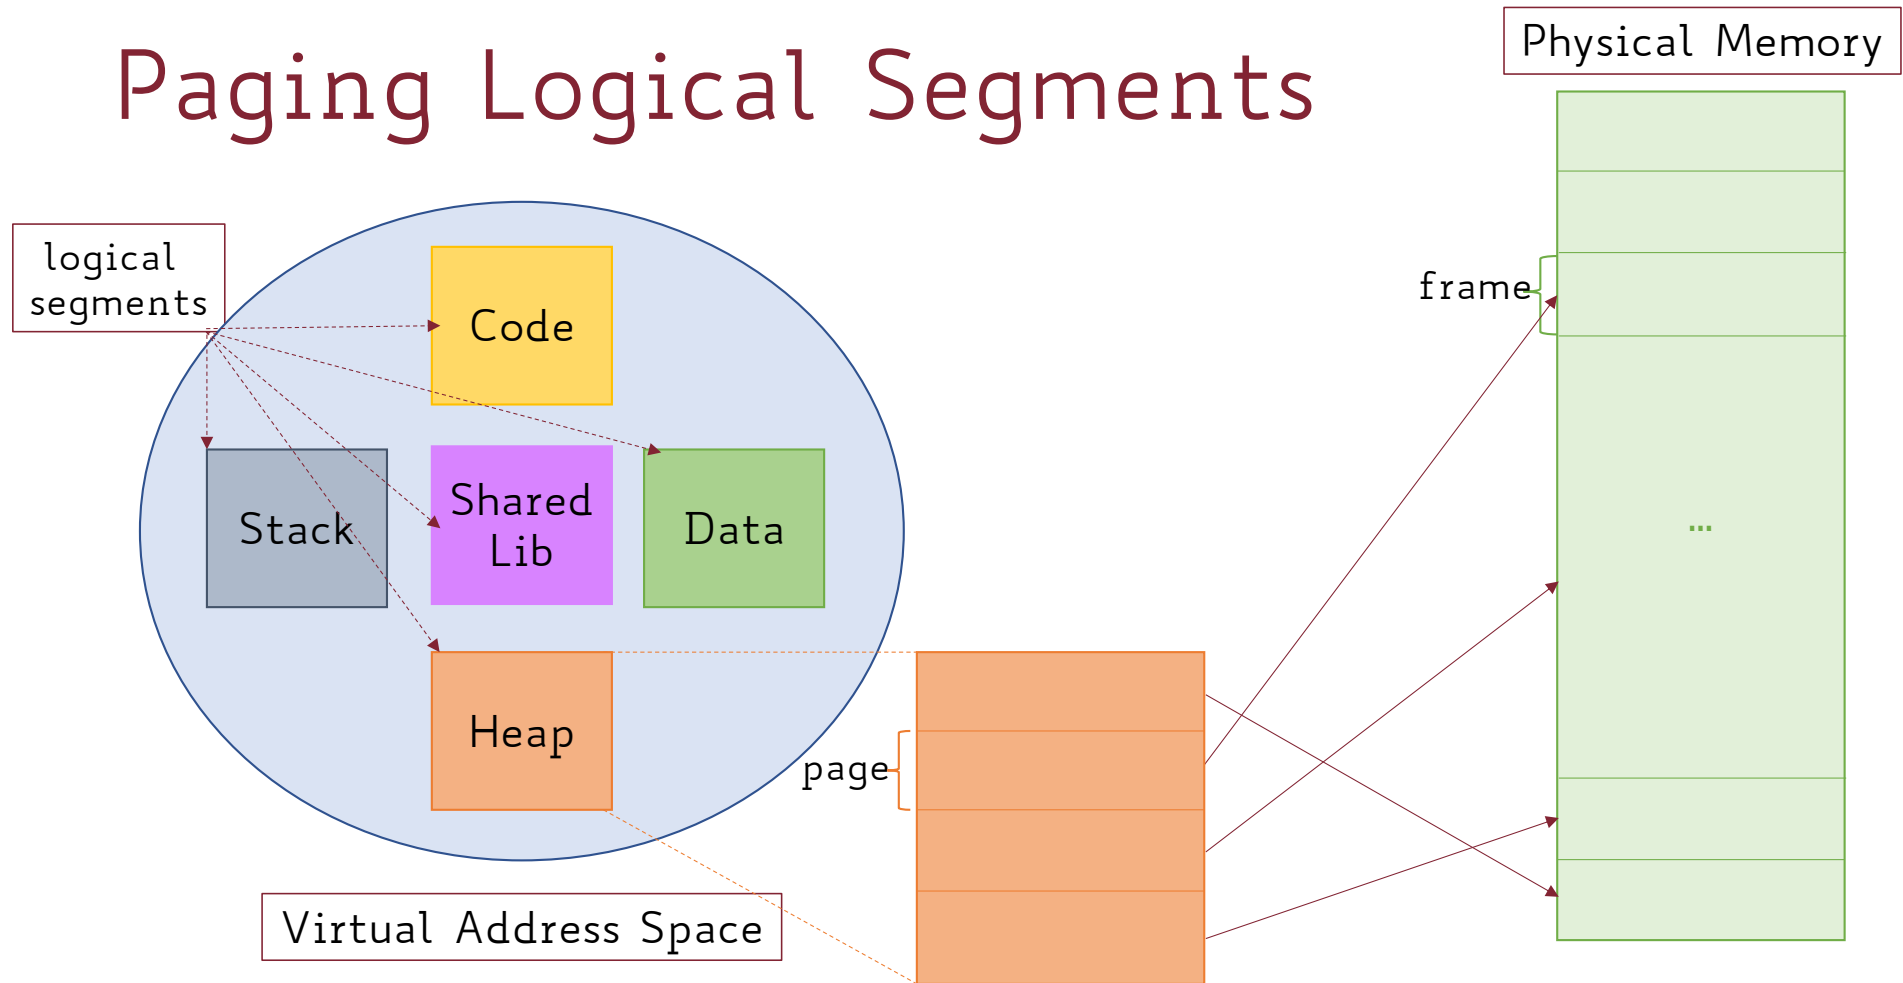 Paging Logical Segments
Physical Memory
logical
segments
Code
frame
Stack
Shared
Lib
Data
...
Heap
page
Virtual Address Space